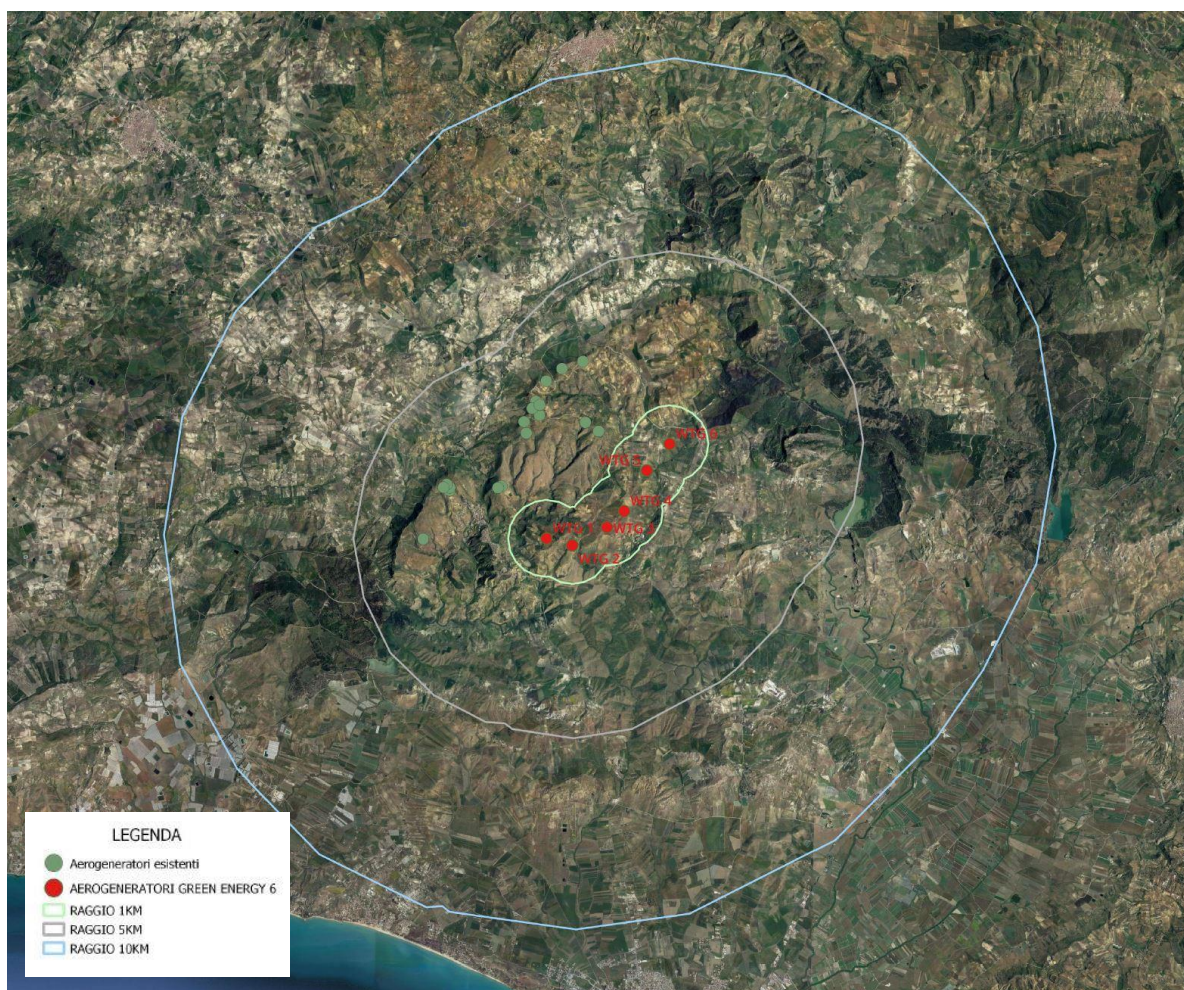 WTG 6
WTG 5
WTG 4
WTG 1
WTG 3
WTG 2
LEGENDA
Aerogeneratori esistenti
AEROGENERATORI GREEN ENERGY 6
RAGGIO 1KM
RAGGIO 5KM
RAGGIO 10KM